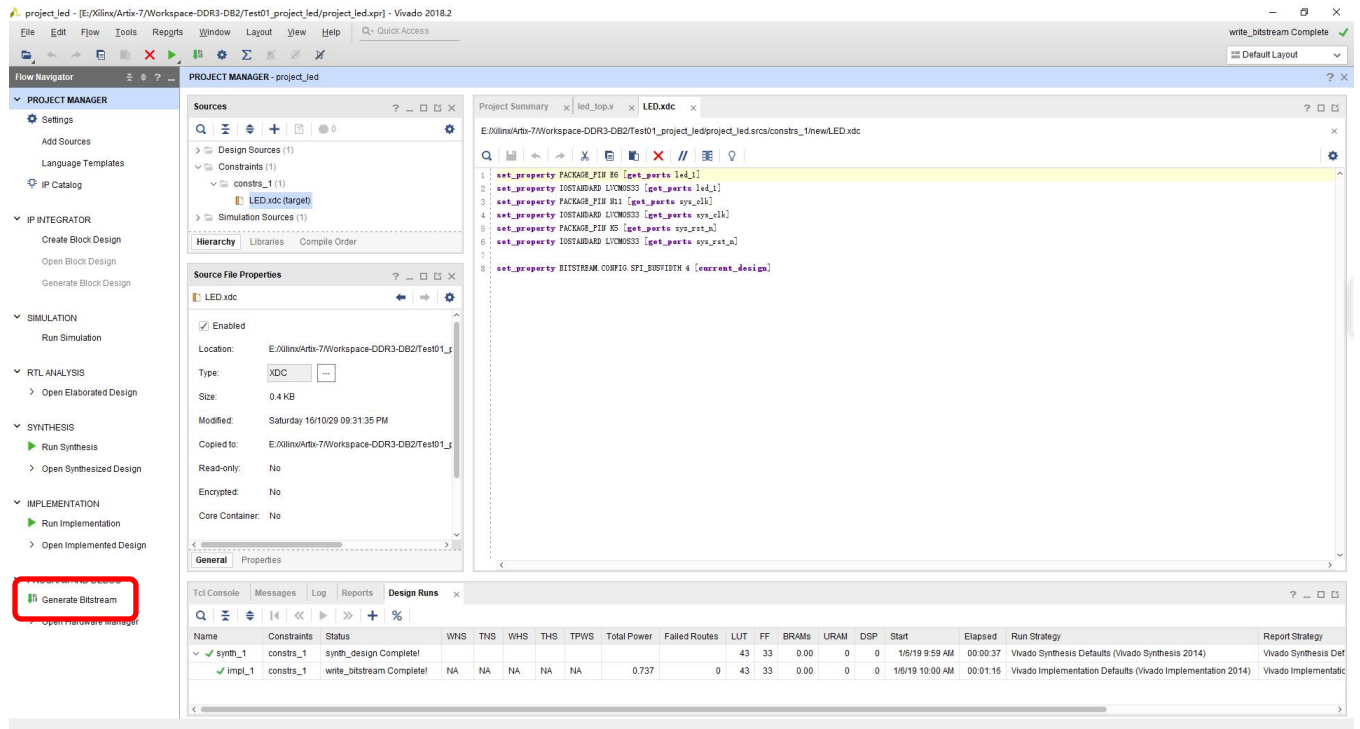 project_led - [E:/Xilinx/Artix-7/Workspace-DDR3-DB2/Test01_project_led/project_led.xpr] - Vivado 2018.2
File Edit Flow Tools Reports Window Layout View Help Quick Access
write_bitstream Complete
Default Layout
Flow Navigator
PROJECT MANAGER
Settings
Add Sources
Language Templates
IP Catalog
IP INTEGRATOR
Create Block Design
Open Block Design
Generate Block Design
SIMULATION
Run Simulation
RTL ANALYSIS
Open Elaborated Design
SYNTHESIS
Run Synthesis
Open Synthesized Design
IMPLEMENTATION
Run Implementation
Open Implemented Design
PROGRAM AND DEBUG
Generate Bitstream
Open Hardware Manager
PROJECT MANAGER - project_led
Sources
0
Design Sources (1)
Constraints (1)
constrs_1 (1)
LED.xdc (target)
Simulation Sources (1)
Hierarchy Libraries Compile Order
Source File Properties
LED.xdc
Enabled
Location: E:/Xilinx/Artix-7/Workspace-DDR3-DB2/Test01_p
Type: XDC ...
Size: 0.4 KB
Modified: Saturday 16/10/29 09:31:35 PM
Copied to: E:/Xilinx/Artix-7/Workspace-DDR3-DB2/Test01_p
Read-only: No
Encrypted: No
Core Container: No
General Properties
Project Summary led_top.v LED.xdc
E:/Xilinx/Artix-7/Workspace-DDR3-DB2/Test01_project_led/project_led.srcs/constrs_1/new/LED.xdc
1 set_property PACKAGE_PIN E6 [get_ports led_1]
2 set_property IOSTANDARD LVCMOS33 [get_ports led_1]
3 set_property PACKAGE_PIN N11 [get_ports sys_clk]
4 set_property IOSTANDARD LVCMOS33 [get_ports sys_clk]
5 set_property PACKAGE_PIN K5 [get_ports sys_rst_n]
6 set_property IOSTANDARD LVCMOS33 [get_ports sys_rst_n]
7
8 set_property BITSTREAM.CONFIG.SPI_BUSWIDTH 4 [current_design]
Tcl Console Messages Log Reports Design Runs
Name Constraints Status WNS TNS WHS THS TPWS Total Power Failed Routes LUT FF BRAMs URAM DSP Start Elapsed Run Strategy Report Strategy
synth_1 constrs_1 synth_design Complete! 43 33 0.00 0 0 1/6/19 9:59 AM 00:00:37 Vivado Synthesis Defaults (Vivado Synthesis 2014) Vivado Synthesis Def
impl_1 constrs_1 write_bitstream Complete! NA NA NA NA NA 0.737 0 43 33 0.00 0 0 1/6/19 10:00 AM 00:01:16 Vivado Implementation Defaults (Vivado Implementation 2014) Vivado Implementatic